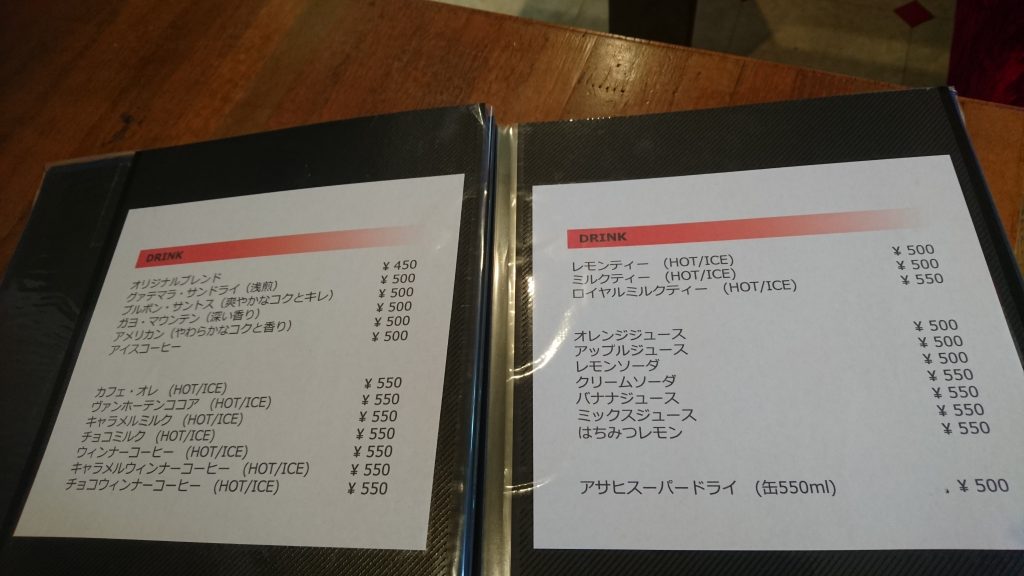 DRINK
オリジナルブレンド ¥ 450
グァテマラ・サンドライ（浅煎） ¥ 500
ブルボン・サントス（爽やかなコクとキレ） ¥ 500
ガヨ・マウンテン（深い香り） ¥ 500
アメリカン（やわらかなコクと香り） ¥ 500
アイスコーヒー ¥ 500
カフェ・オレ (HOT/ICE) ¥ 550
ヴァンホーテンココア (HOT/ICE) ¥ 550
キャラメルミルク (HOT/ICE) ¥ 550
チョコミルク (HOT/ICE) ¥ 550
ウィンナーコーヒー (HOT/ICE) ¥ 550
キャラメルウィンナーコーヒー (HOT/ICE) ¥ 550
チョコウィンナーコーヒー (HOT/ICE) ¥ 550
DRINK
レモンティー (HOT/ICE) ¥ 500
ミルクティー (HOT/ICE) ¥ 500
ロイヤルミルクティー (HOT/ICE) ¥ 550
オレンジジュース ¥ 500
アップルジュース ¥ 500
レモンソーダ ¥ 500
クリームソーダ ¥ 550
バナナジュース ¥ 550
ミックスジュース ¥ 550
はちみつレモン ¥ 550
アサヒスーパードライ (缶550ml) ¥ 500